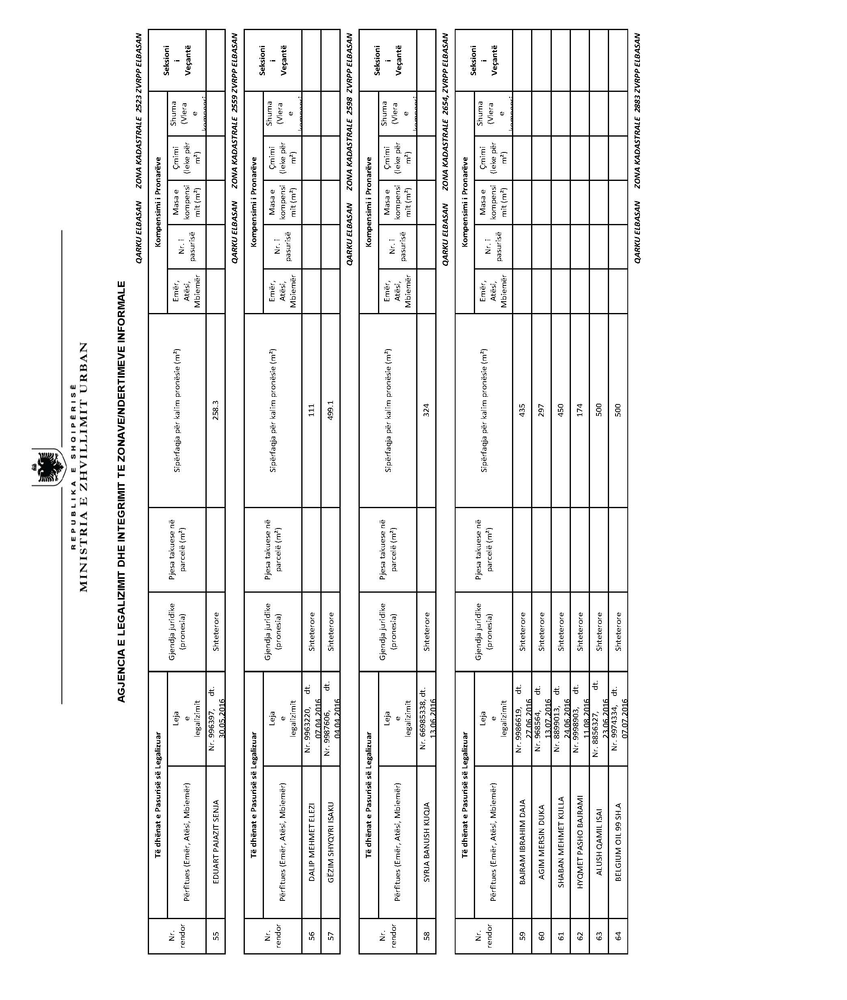 REPUBLIKA E SHQIPËRISË
MINISTRIA E ZHVILLIMIT URBAN
AGJENCIA E LEGALIZIMIT DHE INTEGRIMIT TE ZONAVE/NDERTIMEVE INFORMALE
QARKU ELBASAN ZONA KADASTRALE 2523 ZVRPP ELBASAN
Nr. rendor
Të dhënat e Pasurisë së Legalizuar
Përfitues (Emër, Atësi, Mbiemër)
Leja e legalizimit
Gjendja juridike (pronesia)
Pjesa takuese në parcelë (m²)
Sipërfaqja për kalim pronësie (m²)
Kompensimi i Pronarëve
Emër, Atësi, Mbiemër
Nr. i pasurisë
Masa e kompensi mit (m²)
Çmimi (leke për m²)
Shuma (Vlera e kompensi
Seksioni i Veçantë
55 EDUART PAJAZIT SENJA Nr. 9966397, dt. 30.05.2016 Shteterore 258.3
QARKU ELBASAN ZONA KADASTRALE 2559 ZVRPP ELBASAN
Nr. rendor
Të dhënat e Pasurisë së Legalizuar
Përfitues (Emër, Atësi, Mbiemër)
Leja e legalizimit
Gjendja juridike (pronesia)
Pjesa takuese në parcelë (m²)
Sipërfaqja për kalim pronësie (m²)
Kompensimi i Pronarëve
Emër, Atësi, Mbiemër
Nr. i pasurisë
Masa e kompensi mit (m²)
Çmimi (leke për m²)
Shuma (Vlera e kompensi
Seksioni i Veçantë
56 DALIP MEHMET ELEZI Nr. 9963220, dt. 07.04.2016 Shteterore 111
57 GËZIM SHYQYRI ISAKU Nr. 9987606, dt. 04.04.2016 Shteterore 499.1
QARKU ELBASAN ZONA KADASTRALE 2598 ZVRPP ELBASAN
Nr. rendor
Të dhënat e Pasurisë së Legalizuar
Përfitues (Emër, Atësi, Mbiemër)
Leja e legalizimit
Gjendja juridike (pronesia)
Pjesa takuese në parcelë (m²)
Sipërfaqja për kalim pronësie (m²)
Kompensimi i Pronarëve
Emër, Atësi, Mbiemër
Nr. i pasurisë
Masa e kompensi mit (m²)
Çmimi (leke për m²)
Shuma (Vlera e kompensi
Seksioni i Veçantë
58 SYRJA BANUSH KUQJA Nr. 66985338, dt. 13.06.2016 Shteterore 324
QARKU ELBASAN ZONA KADASTRALE 2654, ZVRPP ELBASAN
Nr. rendor
Të dhënat e Pasurisë së Legalizuar
Përfitues (Emër, Atësi, Mbiemër)
Leja e legalizimit
Gjendja juridike (pronesia)
Pjesa takuese në parcelë (m²)
Sipërfaqja për kalim pronësie (m²)
Kompensimi i Pronarëve
Emër, Atësi, Mbiemër
Nr. i pasurisë
Masa e kompensi mit (m²)
Çmimi (leke për m²)
Shuma (Vlera e kompensi
Seksioni i Veçantë
59 BAJRAM IBRAHIM DAJA Nr. 9986619, dt. 27.06.2016 Shteterore 435
60 AGIM MERSIN DUKA Nr. 968564, dt. 13.07.2016 Shteterore 297
61 SHABAN MEHMET KULLA Nr. 8899013, dt. 24.06.2016 Shteterore 450
62 HYQMET PASHO BAJRAMI Nr. 9998903, dt. 11.08.2016 Shteterore 174
63 ALUSH QAMIL ISAI Nr. 8856327, dt. 23.06.2016 Shteterore 500
64 BELGIUM OIL 99 SH.A Nr. 9974334, dt. 07.07.2016 Shteterore 500
QARKU ELBASAN ZONA KADASTRALE 2883 ZVRPP ELBASAN